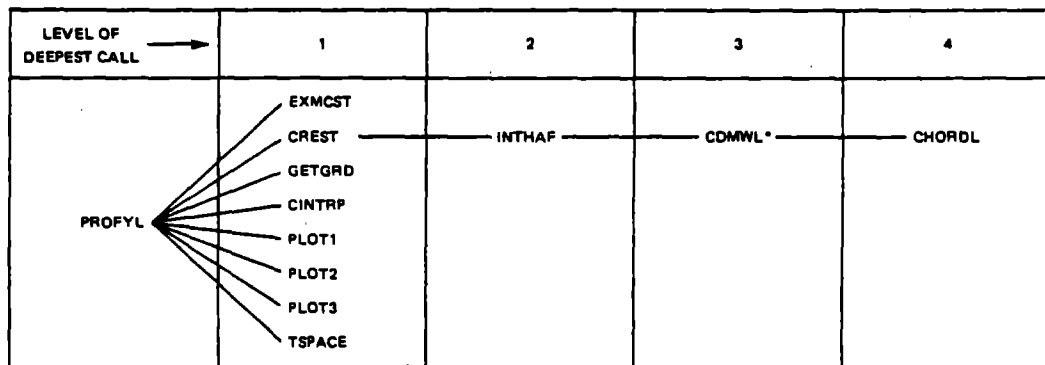 LEVEL OF
DEEPEST CALL
1
2
3
4
EXMCST
CREST
INTHAF
CDMWL*
CHORDL
GETGRD
CINTRP
PROFYL
PLOT1
PLOT2
PLOT3
TSPACE